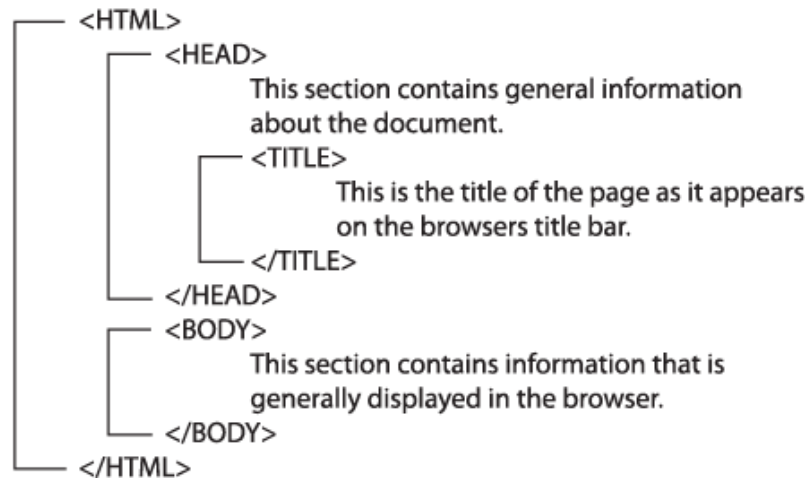 <HTML>
<HEAD>
This section contains general information
about the document.
<TITLE>
This is the title of the page as it appears
on the browsers title bar.
</TITLE>
</HEAD>
<BODY>
This section contains information that is
generally displayed in the browser.
</BODY>
</HTML>